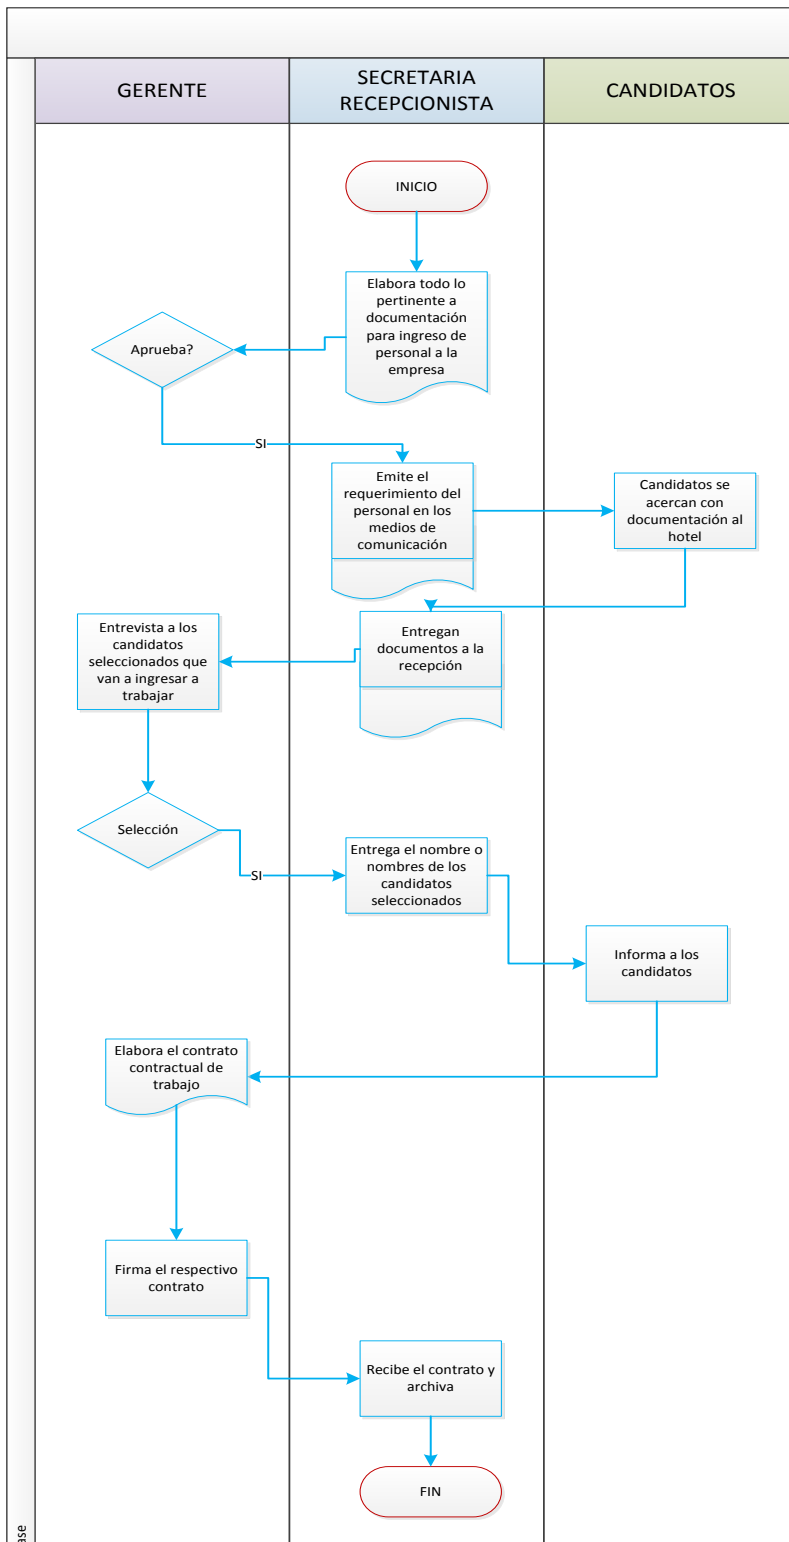 GERENTE
SECRETARIA
RECEPCIONISTA
CANDIDATOS
INICIO
Elabora todo lo
pertinente a
documentación
para ingreso de
personal a la
empresa
Aprueba?
SI
Emite el
requerimiento del
personal en los
medios de
comunicación
Candidatos se
acercan con
documentación al
hotel
Entregan
documentos a la
recepción
Entrevista a los
candidatos
seleccionados que
van a ingresar a
trabajar
Selección
SI
Entrega el nombre o
nombres de los
candidatos
seleccionados
Informa a los
candidatos
Elabora el contrato
contractual de
trabajo
Firma el respectivo
contrato
Recibe el contrato y
archiva
FIN
ase